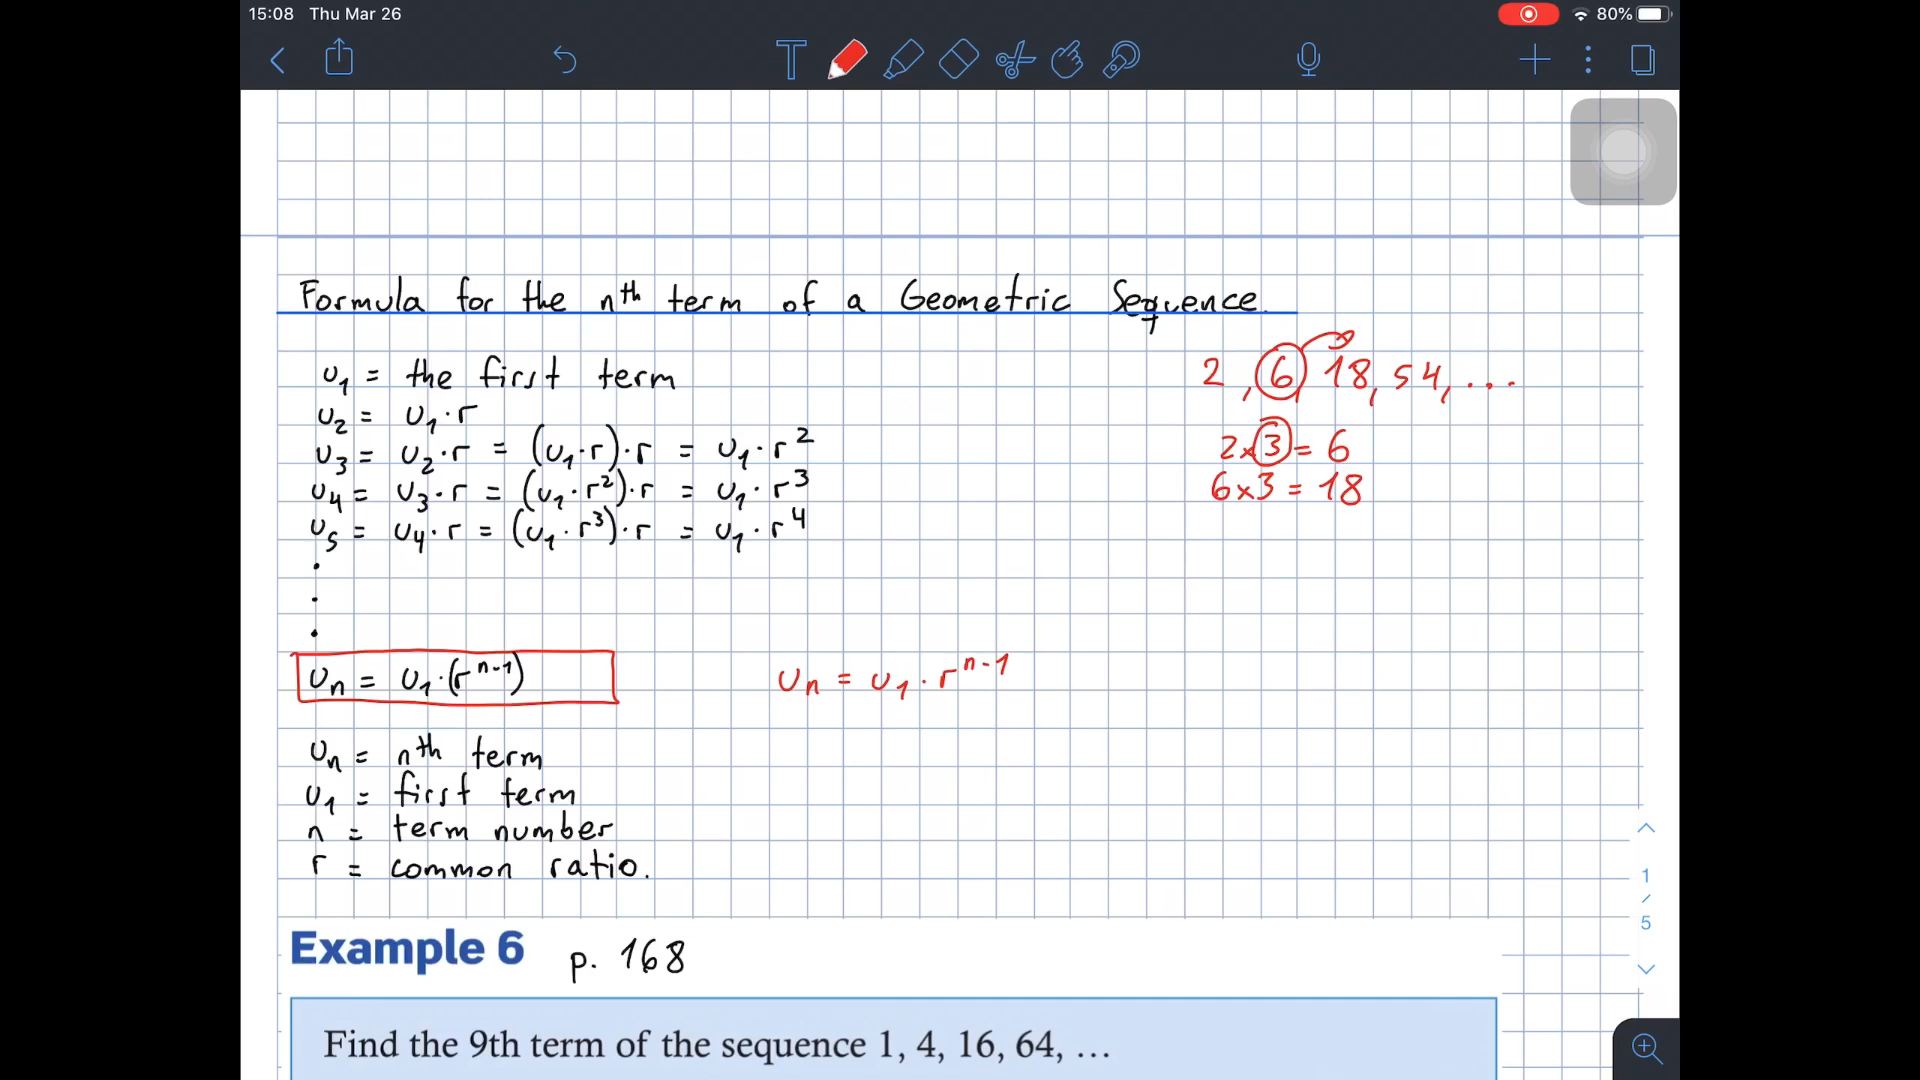 15:08 Thu Mar 26
80%
Formula for the nth term of a Geometric Sequence.
u₁ = the first term
u₂ = u₁·r
u₃ = u₂·r = (u₁·r)·r = u₁·r²
u₄ = u₃·r = (u₁·r²)·r = u₁·r³
u₅ = u₄·r = (u₁·r³)·r = u₁·r⁴
.
.
.
2, 6, 18, 54, ...
2×3 = 6
6×3 = 18
uₙ = u₁·(rⁿ⁻¹)
uₙ = u₁·rⁿ⁻¹
uₙ = nth term
u₁ = first term
n = term number
r = common ratio.
1
/
5
Example 6 p. 168
Find the 9th term of the sequence 1, 4, 16, 64, …